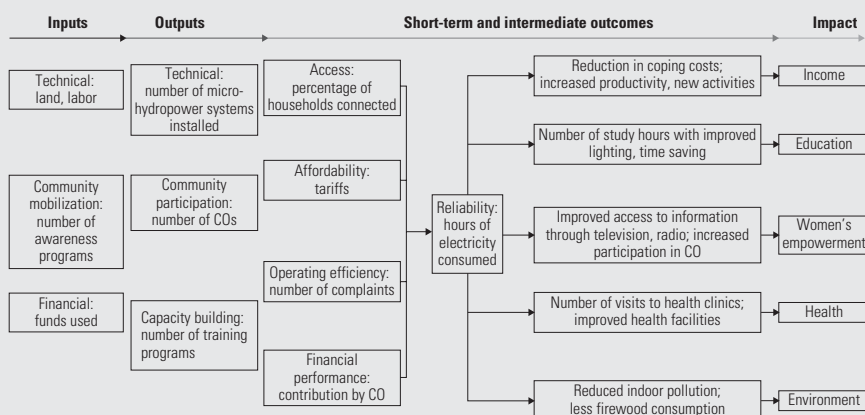 Inputs
Outputs
Short-term and intermediate outcomes
Impact
Technical:
land, labor
Community
mobilization:
number of
awareness
programs
Financial:
funds used
Technical:
number of micro-
hydropower systems
installed
Community
participation:
number of COs
Capacity building:
number of training
programs
Access:
percentage of
households connected
Affordability:
tariffs
Operating efficiency:
number of complaints
Financial
performance:
contribution by CO
Reliability:
hours of
electricity
consumed
Reduction in coping costs;
increased productivity, new activities
Number of study hours with improved
lighting, time saving
Improved access to information
through television, radio; increased
participation in CO
Number of visits to health clinics;
improved health facilities
Reduced indoor pollution;
less firewood consumption
Income
Education
Women's
empowerment
Health
Environment